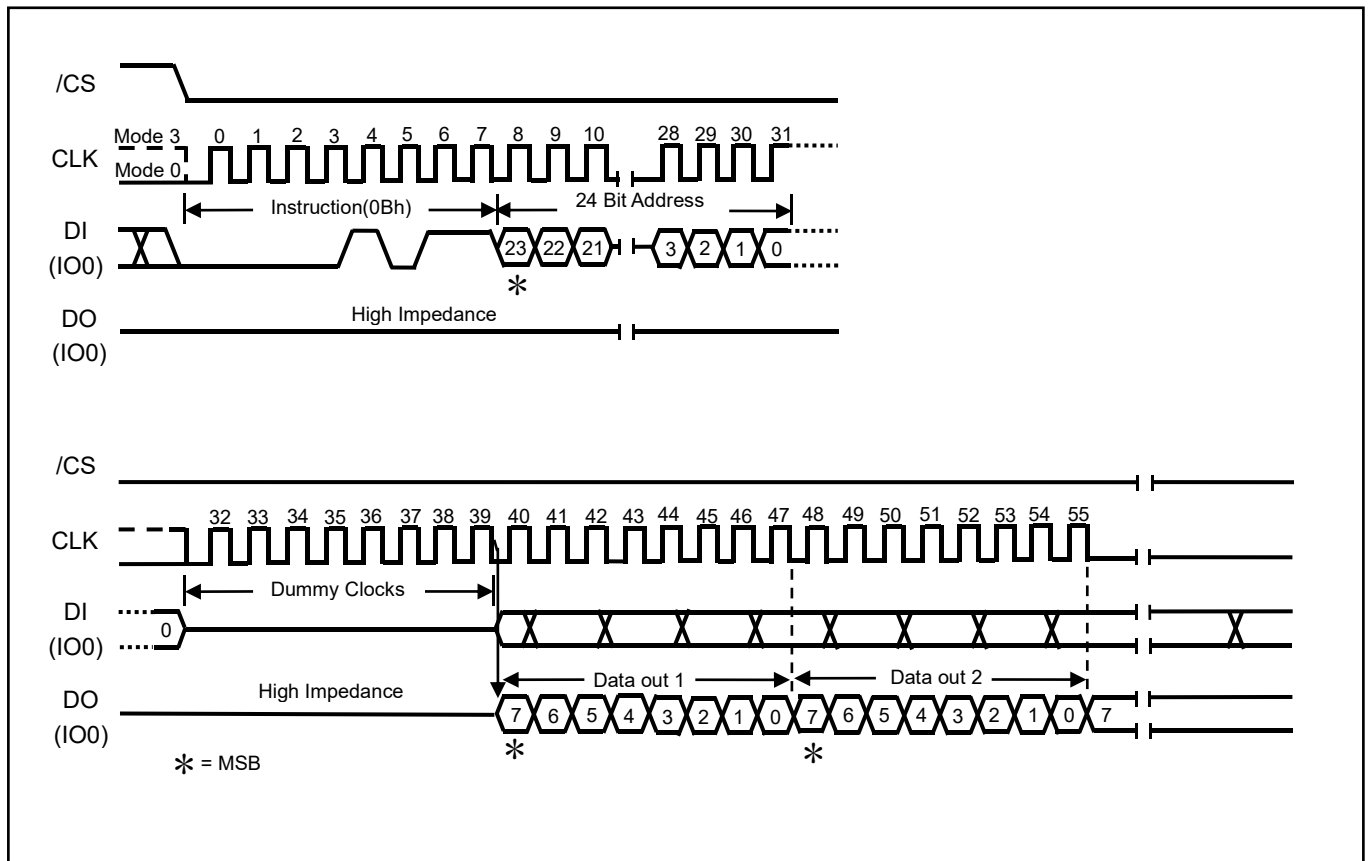 /CS
Mode 3 0 1 2 3 4 5 6 7 8 9 10 28 29 30 31
CLK
Mode 0
Instruction(0Bh) 24 Bit Address
DI
(IO0)
23 22 21 3 2 1 0
*
High Impedance
DO
(IO0)
/CS
32 33 34 35 36 37 38 39 40 41 42 43 44 45 46 47 48 49 50 51 52 53 54 55
CLK
Dummy Clocks
DI
(IO0)
0
Data out 1 Data out 2
High Impedance
DO
(IO0)
7 6 5 4 3 2 1 0 7 6 5 4 3 2 1 0 7
* *
* = MSB